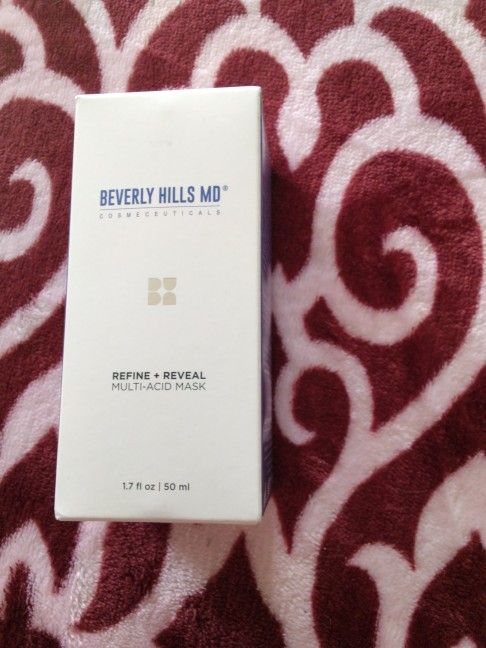 BEVERLY HILLS MD®
COSMECEUTICALS
REFINE + REVEAL
MULTI-ACID MASK
1.7 fl oz | 50 ml